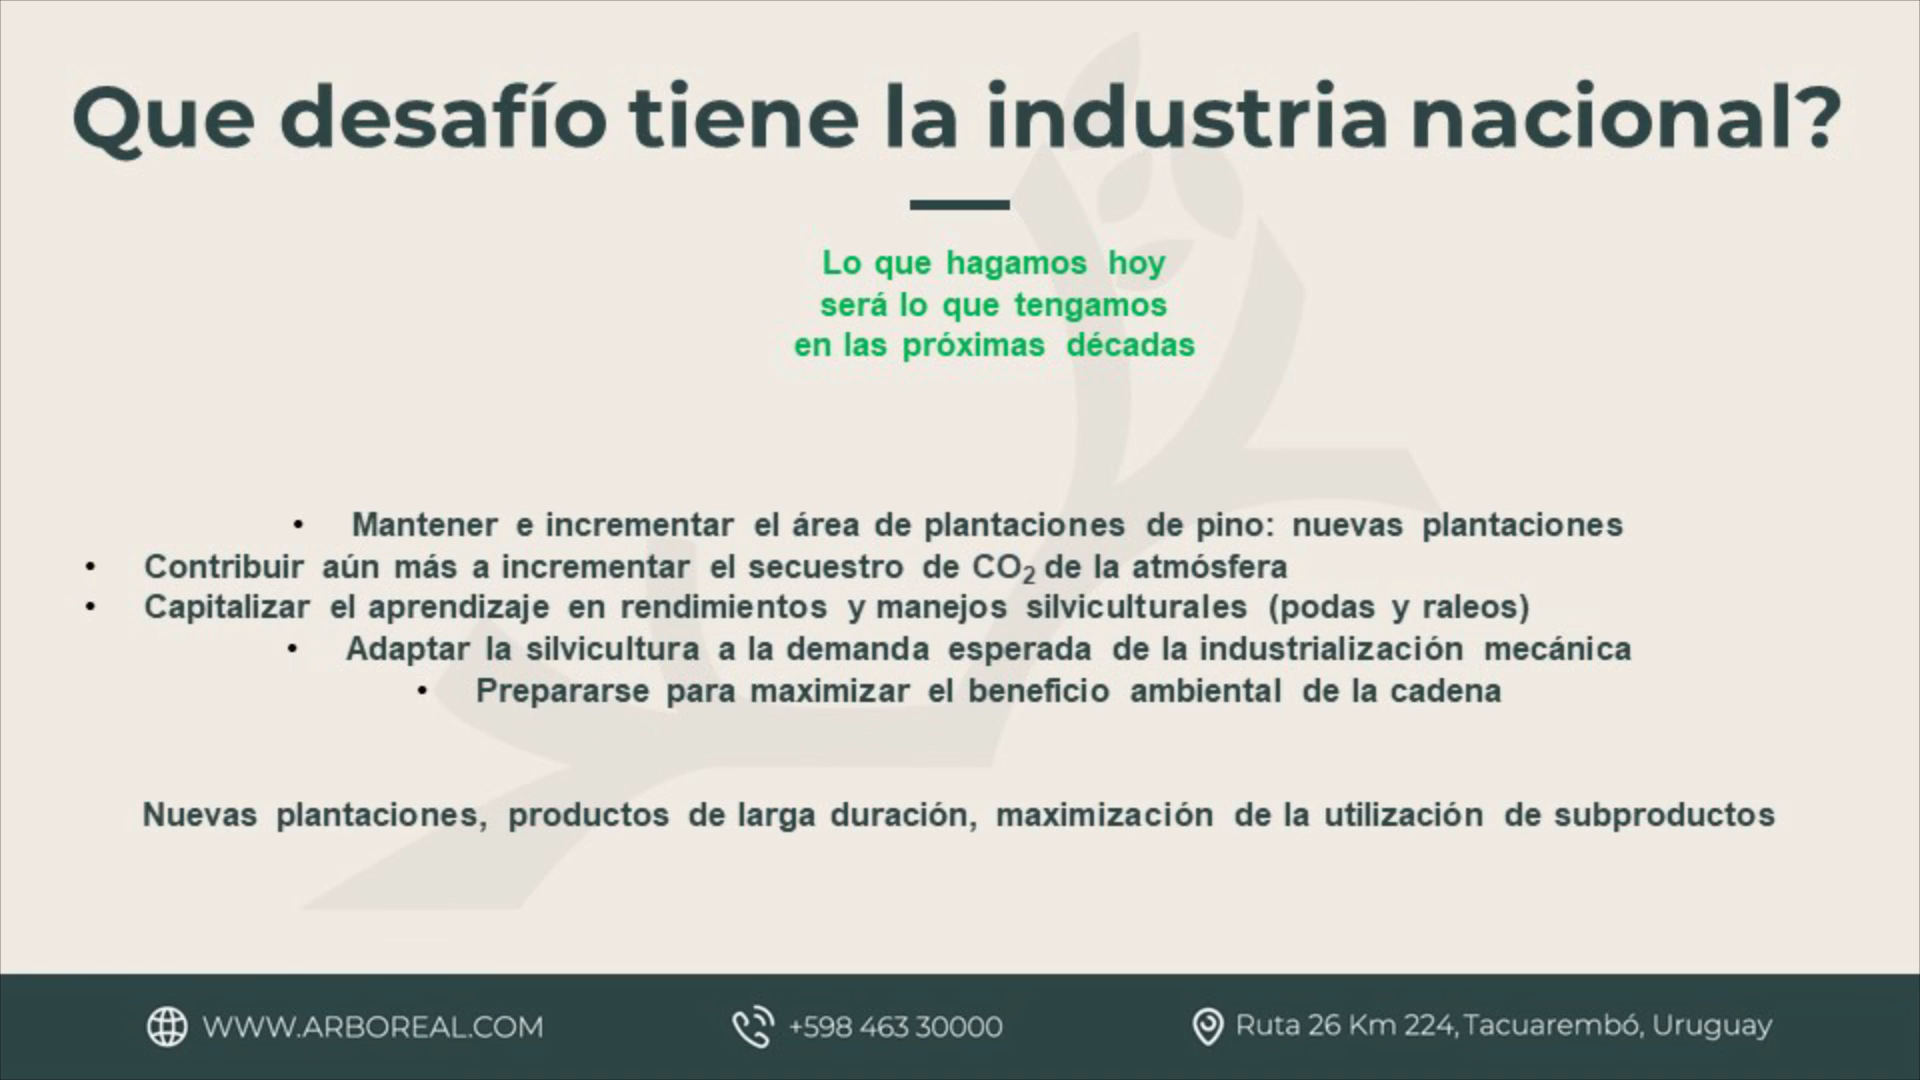 Que desafío tiene la industria nacional?
Lo que hagamos hoy
será lo que tengamos
en las próximas décadas
• Mantener e incrementar el área de plantaciones de pino: nuevas plantaciones
• Contribuir aún más a incrementar el secuestro de CO₂ de la atmósfera
• Capitalizar el aprendizaje en rendimientos y manejos silviculturales (podas y raleos)
• Adaptar la silvicultura a la demanda esperada de la industrialización mecánica
• Prepararse para maximizar el beneficio ambiental de la cadena
Nuevas plantaciones, productos de larga duración, maximización de la utilización de subproductos
WWW.ARBOREAL.COM
+598 463 30000
Ruta 26 Km 224, Tacuarembó, Uruguay